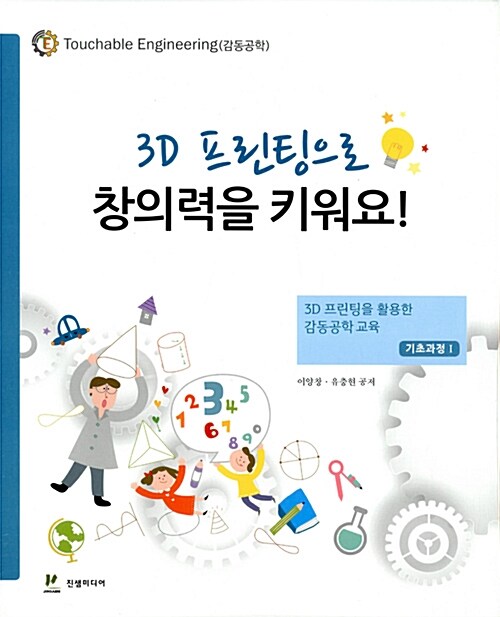 E Touchable Engineering(감동공학)
3D 프린팅으로
창의력을 키워요!
3D 프린팅을 활용한
감동공학 교육
기초과정 I
이양창 · 유충현 공저
1 2 3 4 5 6 7 8 9 0
진샘미디어